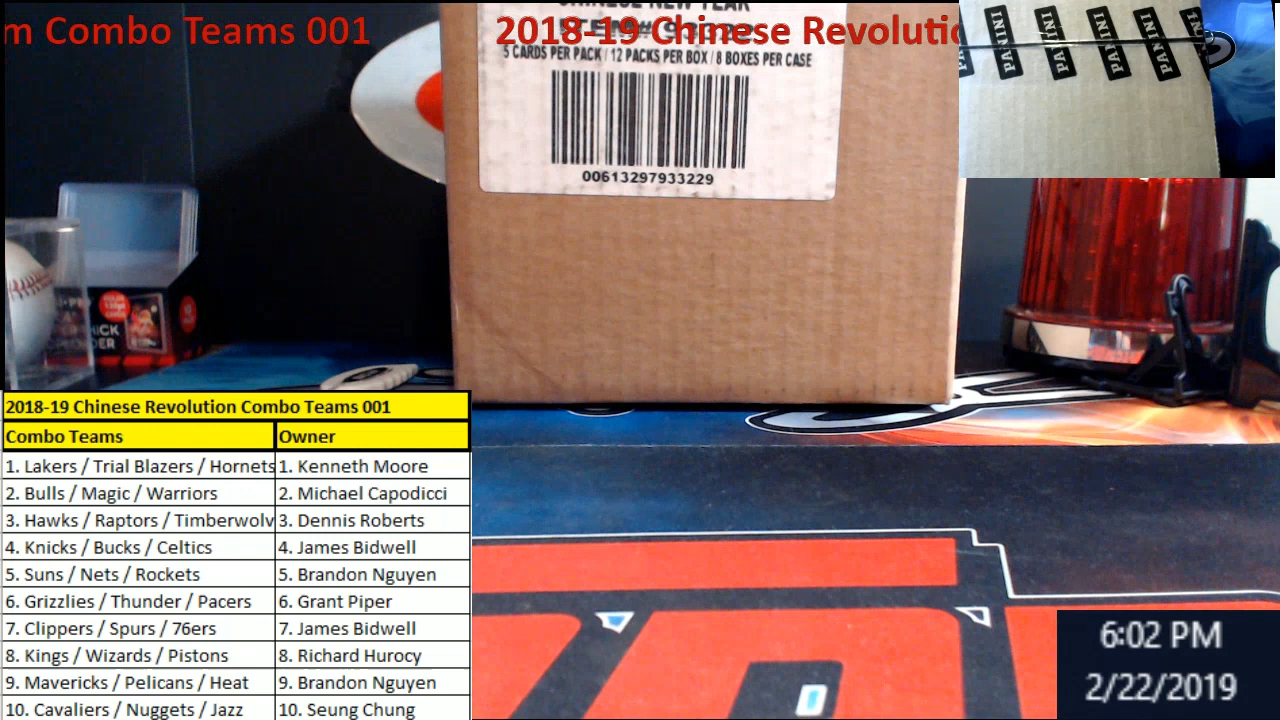 m Combo Teams 001
2018-19 Chinese Revolutio
CHINESE NEW YEAR
5 CARDS PER PACK / 12 PACKS PER BOX / 8 BOXES PER CASE
00613297933229
PANINI
PANINI
PANINI
PANINI
2018-19 Chinese Revolution Combo Teams 001
Combo Teams Owner
1. Lakers / Trial Blazers / Hornets 1. Kenneth Moore
2. Bulls / Magic / Warriors 2. Michael Capodicci
3. Hawks / Raptors / Timberwolv 3. Dennis Roberts
4. Knicks / Bucks / Celtics 4. James Bidwell
5. Suns / Nets / Rockets 5. Brandon Nguyen
6. Grizzlies / Thunder / Pacers 6. Grant Piper
7. Clippers / Spurs / 76ers 7. James Bidwell
8. Kings / Wizards / Pistons 8. Richard Hurocy
9. Mavericks / Pelicans / Heat 9. Brandon Nguyen
10. Cavaliers / Nuggets / Jazz 10. Seung Chung
6:02 PM
2/22/2019